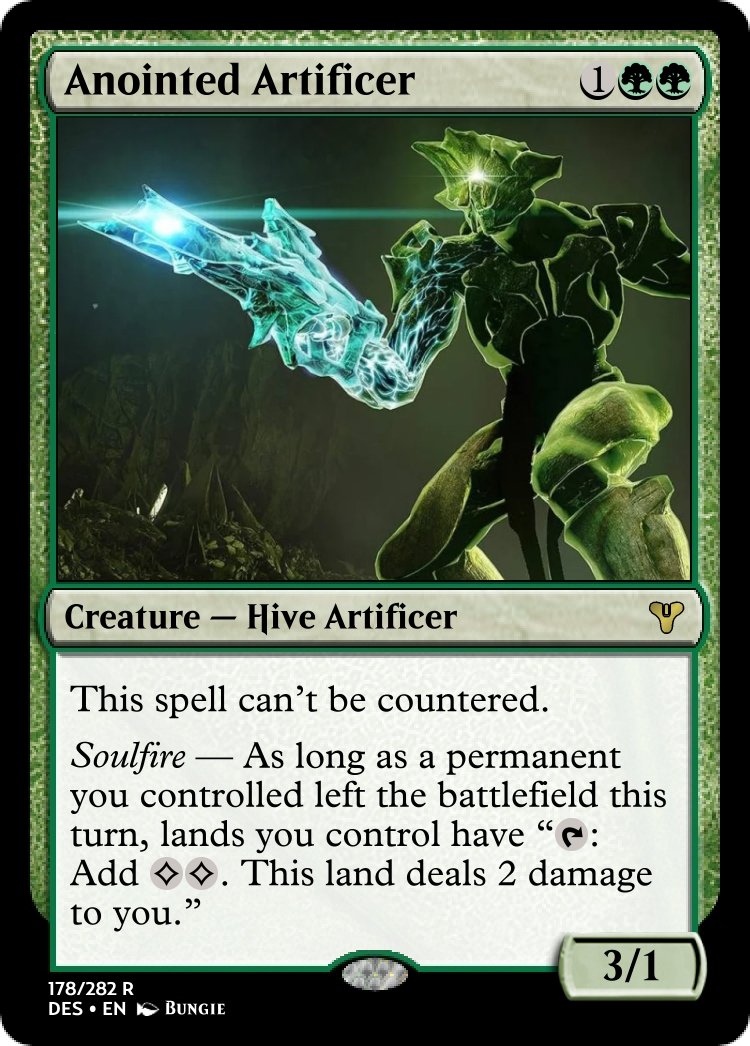 Anointed Artificer 1
Creature — Hive Artificer
This spell can't be countered.
Soulfire — As long as a permanent
you controlled left the battlefield this
turn, lands you control have “ :
Add . This land deals 2 damage
to you.”
3/1
178/282 R
DES • EN Bungie